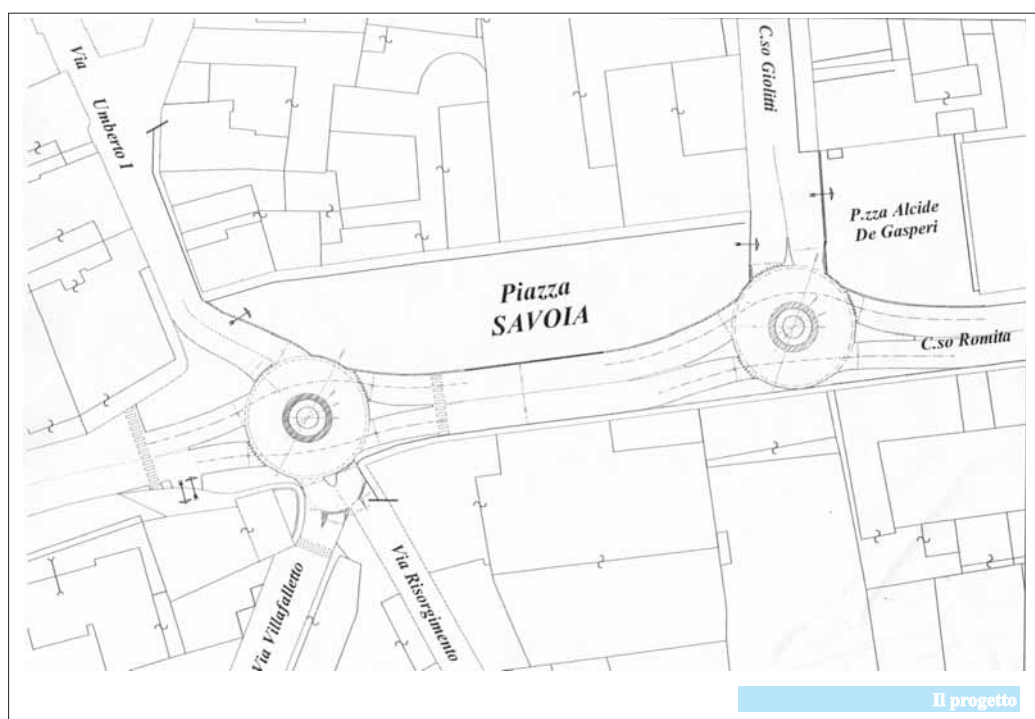 Via
Umberto I
C.so Giolitti
P.zza Alcide
De Gasperi
Piazza
SAVOIA
C.so Romita
Via Villafalletto
Via Risorgimento
Il progetto